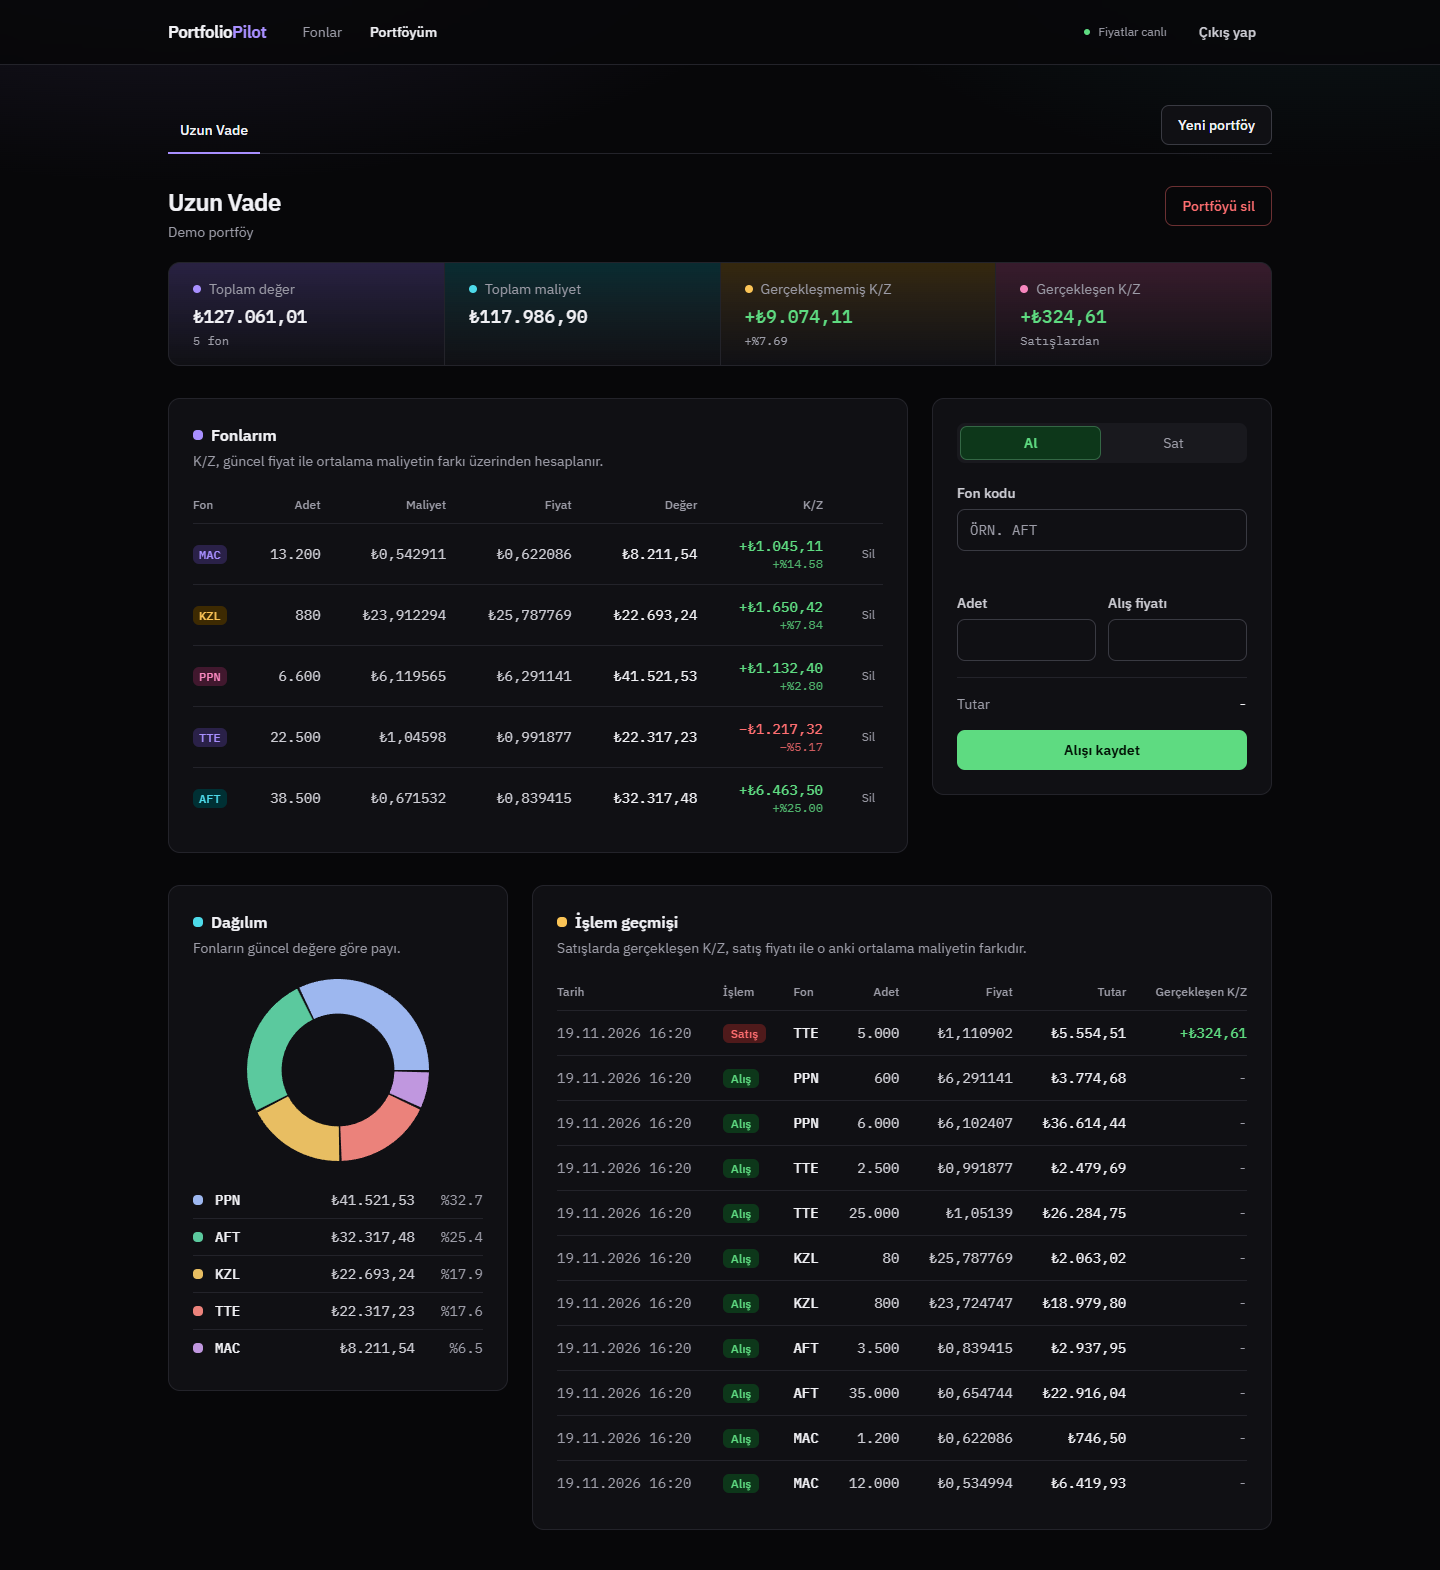 PortfolioPilot Fonlar Portföyüm Fiyatlar canlı Çıkış yap
Uzun Vade Yeni portföy
Uzun Vade Portföyü sil
Demo portföy
Toplam değer Toplam maliyet Gerçekleşmemiş K/Z Gerçekleşen K/Z
₺127.061,01 ₺117.986,90 +₺9.074,11 +₺324,61
5 fon +%7.69 Satışlardan
Fonlarım
K/Z, güncel fiyat ile ortalama maliyetin farkı üzerinden hesaplanır.
Fon Adet Maliyet Fiyat Değer K/Z
MAC 13.200 ₺0,542911 ₺0,622086 ₺8.211,54 +₺1.045,11 Sil
+%14.58
KZL 880 ₺23,912294 ₺25,787769 ₺22.693,24 +₺1.650,42 Sil
+%7.84
PPN 6.600 ₺6,119565 ₺6,291141 ₺41.521,53 +₺1.132,40 Sil
+%2.80
TTE 22.500 ₺1,04598 ₺0,991877 ₺22.317,23 −₺1.217,32 Sil
−%5.17
AFT 38.500 ₺0,671532 ₺0,839415 ₺32.317,48 +₺6.463,50 Sil
+%25.00
Al Sat
Fon kodu
ÖRN. AFT
Adet Alış fiyatı
Tutar -
Alışı kaydet
Dağılım
Fonların güncel değere göre payı.
PPN ₺41.521,53 %32.7
AFT ₺32.317,48 %25.4
KZL ₺22.693,24 %17.9
TTE ₺22.317,23 %17.6
MAC ₺8.211,54 %6.5
İşlem geçmişi
Satışlarda gerçekleşen K/Z, satış fiyatı ile o anki ortalama maliyetin farkıdır.
Tarih İşlem Fon Adet Fiyat Tutar Gerçekleşen K/Z
19.11.2026 16:20 Satış TTE 5.000 ₺1,110902 ₺5.554,51 +₺324,61
19.11.2026 16:20 Alış PPN 600 ₺6,291141 ₺3.774,68 -
19.11.2026 16:20 Alış PPN 6.000 ₺6,102407 ₺36.614,44 -
19.11.2026 16:20 Alış TTE 2.500 ₺0,991877 ₺2.479,69 -
19.11.2026 16:20 Alış TTE 25.000 ₺1,05139 ₺26.284,75 -
19.11.2026 16:20 Alış KZL 80 ₺25,787769 ₺2.063,02 -
19.11.2026 16:20 Alış KZL 800 ₺23,724747 ₺18.979,80 -
19.11.2026 16:20 Alış AFT 3.500 ₺0,839415 ₺2.937,95 -
19.11.2026 16:20 Alış AFT 35.000 ₺0,654744 ₺22.916,04 -
19.11.2026 16:20 Alış MAC 1.200 ₺0,622086 ₺746,50 -
19.11.2026 16:20 Alış MAC 12.000 ₺0,534994 ₺6.419,93 -